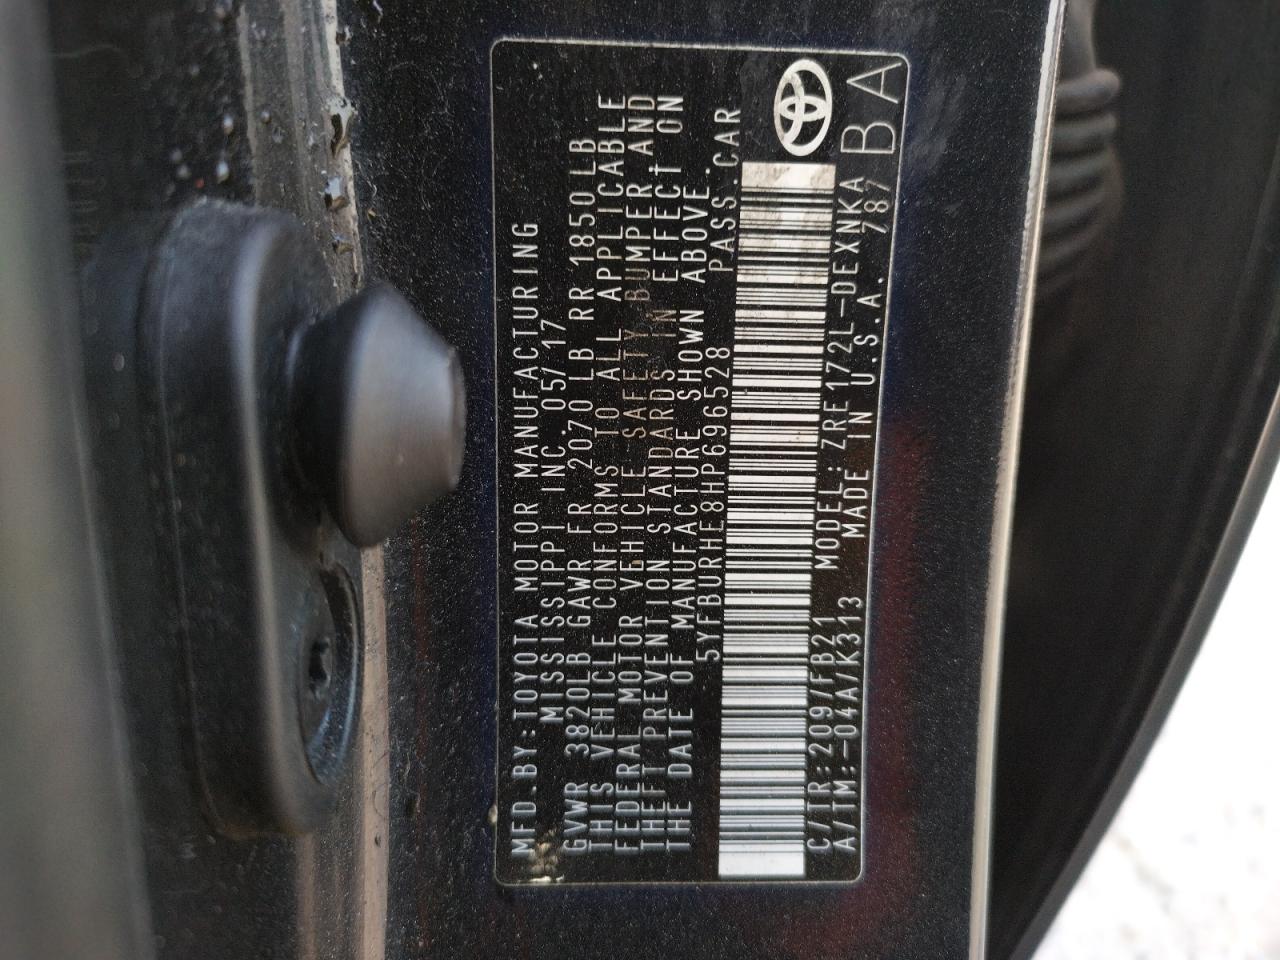 MFD.BY:TOYOTA MOTOR MANUFACTURING
MISSISSIPPI INC. 05/17
GVWR 3820LB GAWR FR 2070 LB RR 1850 LB
THIS VEHICLE CONFORMS TO ALL APPLICABLE
FEDERAL MOTOR VEHICLE SAFETY, BUMPER AND
THEFT PREVENTION STANDARDS IN EFFECT ON
THE DATE OF MANUFACTURE SHOWN ABOVE.
5YFBURHE8HP696528 PASS.CAR
C/TR:209/FB21 MODEL:ZRE172L-DEXNKA
A/TM:-04A/K313 MADE IN U.S.A. 787 BA